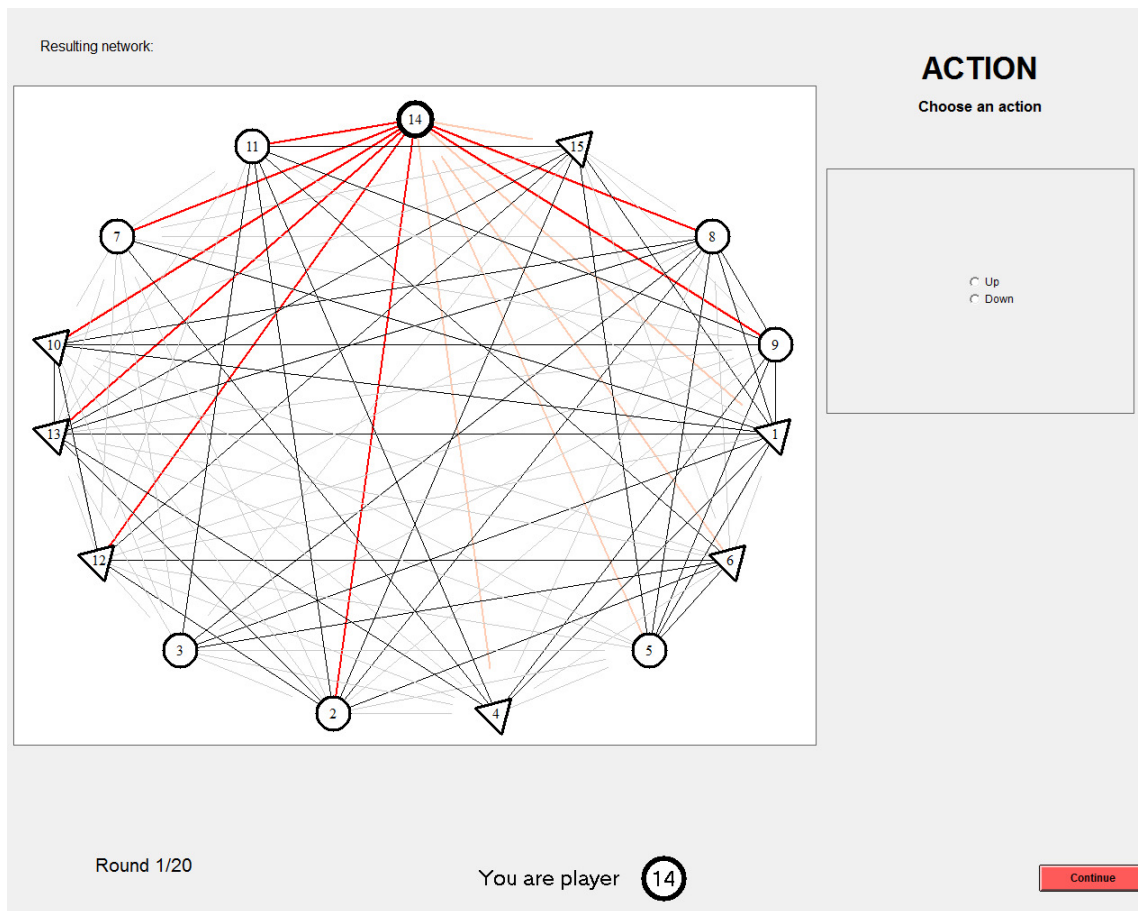 Resulting network:
ACTION
Choose an action
14
11
15
7
8
10
9
13
1
12
6
3
5
2
4
Up
Down
Round 1/20
You are player 14
Continue